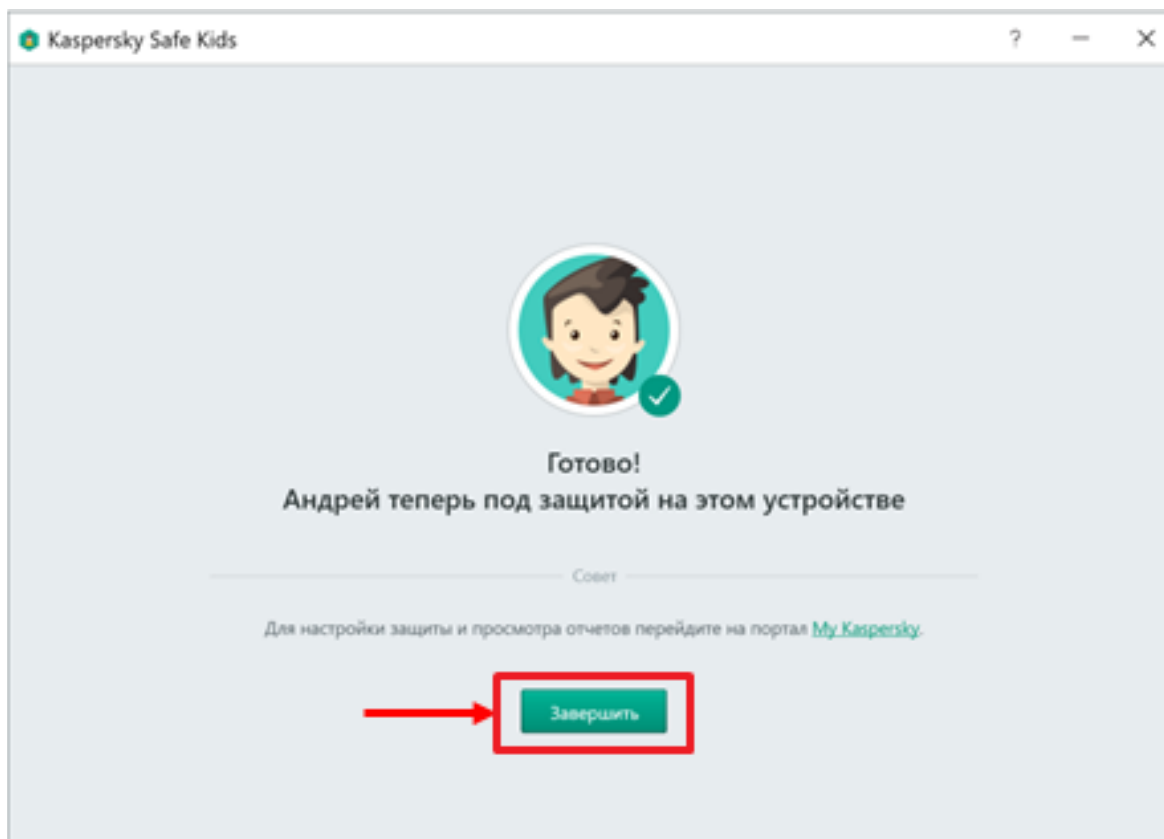 Kaspersky Safe Kids
?
Готово!
Андрей теперь под защитой на этом устройстве
Совет
Для настройки защиты и просмотра отчетов перейдите на портал My Kaspersky.
Завершить